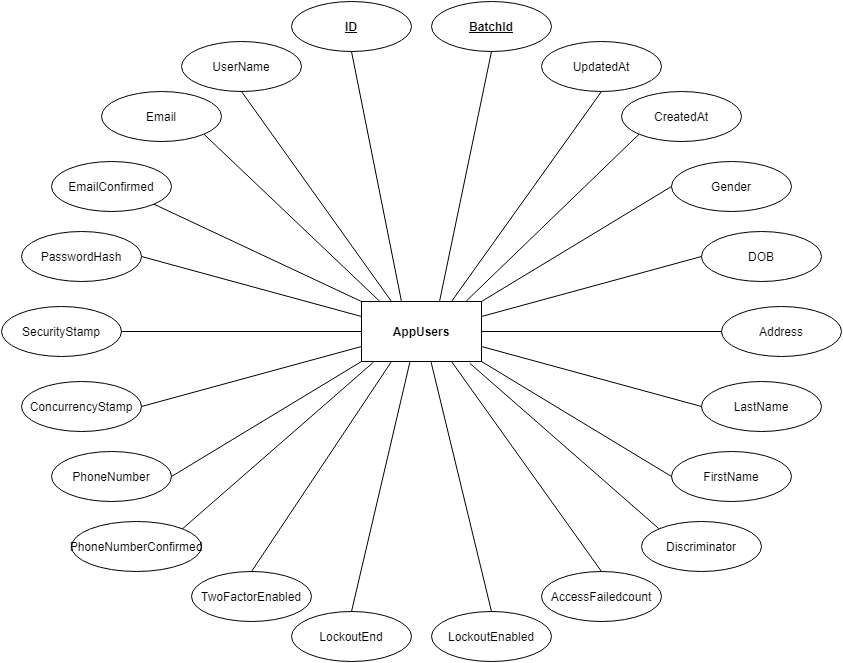 ID
BatchId
UserName
UpdatedAt
Email
CreatedAt
EmailConfirmed
Gender
PasswordHash
DOB
SecurityStamp
AppUsers
Address
ConcurrencyStamp
LastName
PhoneNumber
FirstName
PhoneNumberConfirmed
Discriminator
TwoFactorEnabled
AccessFailedcount
LockoutEnd
LockoutEnabled